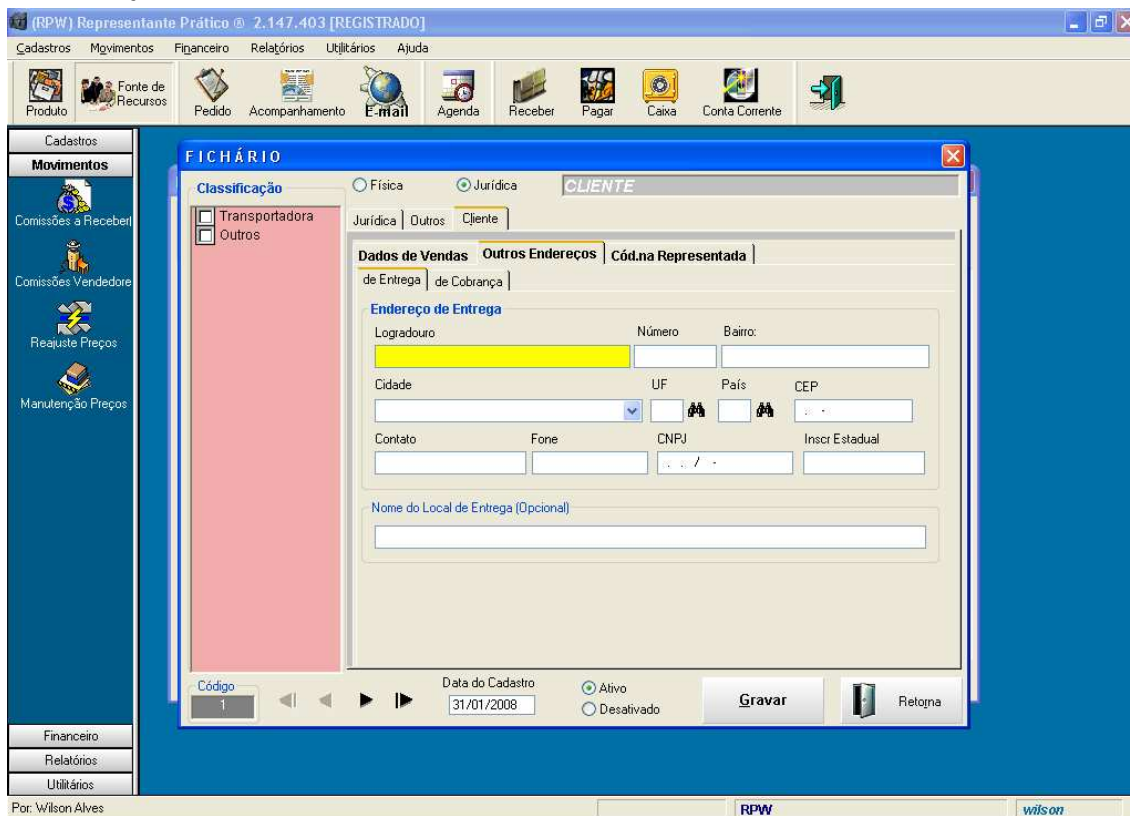 (RPW) Representante Prático ® 2.147.403 [REGISTRADO]
Cadastros Movimentos Financeiro Relatórios Utilitários Ajuda
Produto Fonte de Recursos Pedido Acompanhamento E-mail Agenda Receber Pagar Caixa Conta Corrente
Cadastros
Movimentos
Comissões a Receber
Comissões Vendedore
Reajuste Preços
Manutenção Preços
Financeiro
Relatórios
Utilitários
FICHÁRIO
Classificação
Transportadora
Outros
Física Jurídica CLIENTE
Jurídica Outros Cliente
Dados de Vendas Outros Endereços Cód.na Representada
de Entrega de Cobrança
Endereço de Entrega
Logradouro Número Bairro:
Cidade UF País CEP
. -
Contato Fone CNPJ Inscr Estadual
. . / -
Nome do Local de Entrega (Opcional)
Código
1
Data do Cadastro
31/01/2008
Ativo
Desativado
Gravar
Retorna
Por: Wilson Alves RPW wilson